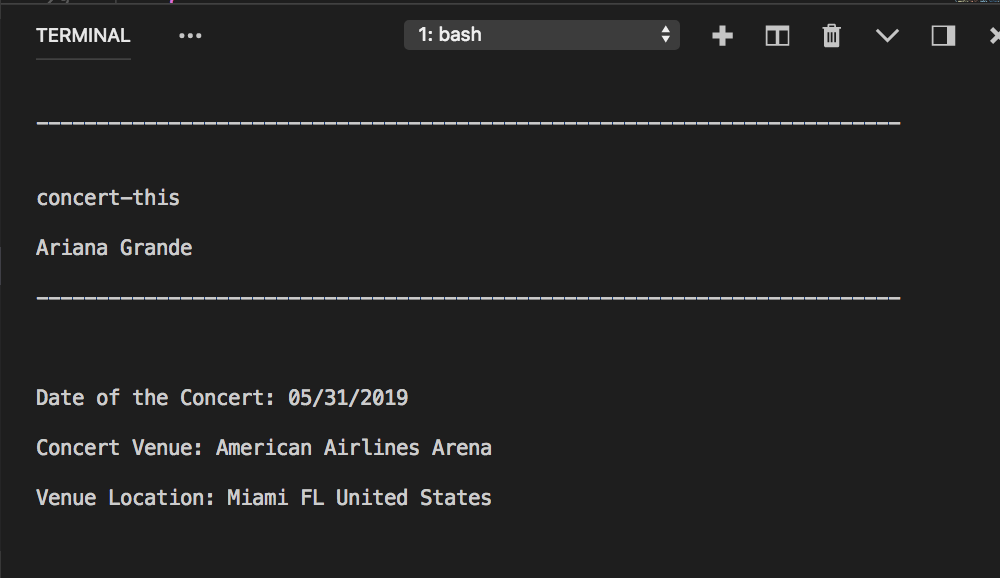 TERMINAL ••• 1: bash
------------------------------------------------------------------------
concert-this
Ariana Grande
------------------------------------------------------------------------
Date of the Concert: 05/31/2019
Concert Venue: American Airlines Arena
Venue Location: Miami FL United States